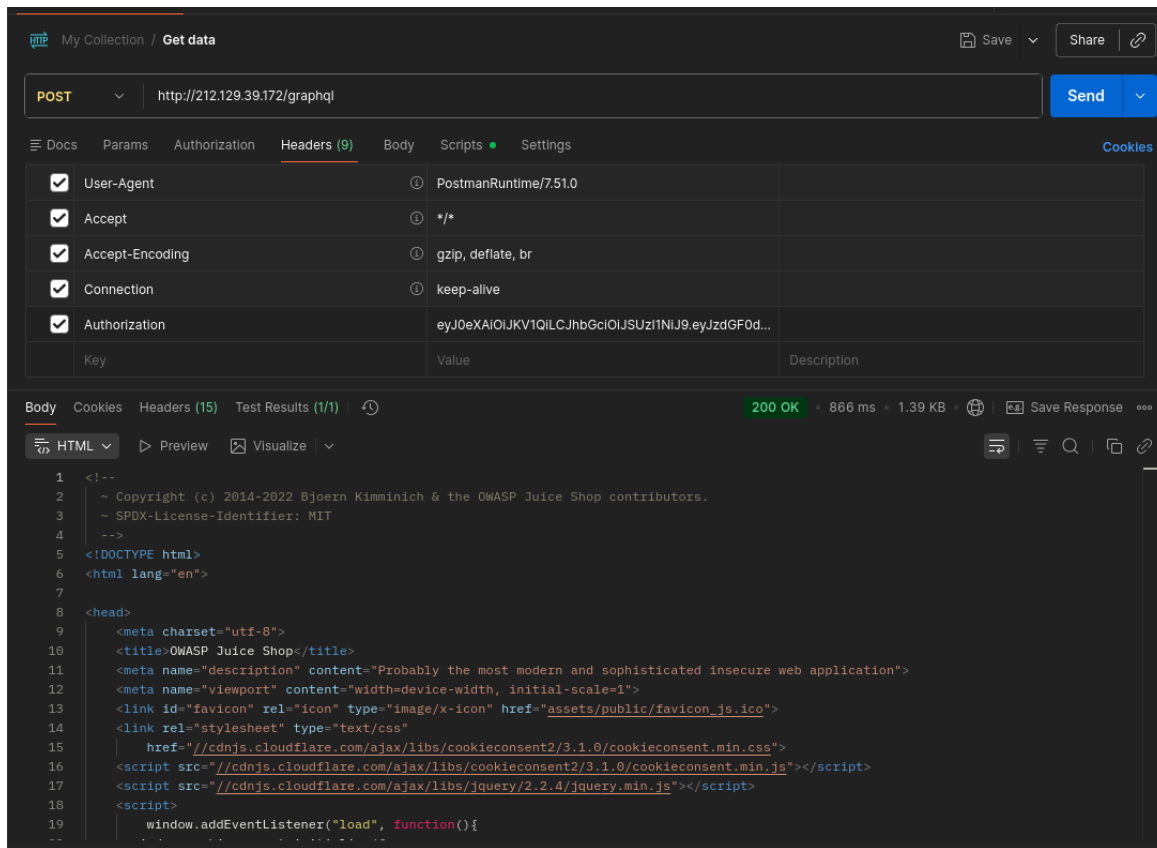 HTTP My Collection / Get data Save Share
POST http://212.129.39.172/graphql Send
Docs Params Authorization Headers (9) Body Scripts Settings Cookies
User-Agent PostmanRuntime/7.51.0
Accept */*
Accept-Encoding gzip, deflate, br
Connection keep-alive
Authorization eyJ0eXAiOiJKV1QiLCJhbGciOiJSUzI1NiJ9.eyJzdGF0d...
Key Value Description
Body Cookies Headers (15) Test Results (1/1) 200 OK • 866 ms • 1.39 KB • e.g. Save Response
HTML Preview Visualize
1 <!--
2 ~ Copyright (c) 2014-2022 Bjoern Kimminich & the OWASP Juice Shop contributors.
3 ~ SPDX-License-Identifier: MIT
4 -->
5 <!DOCTYPE html>
6 <html lang="en">
7
8 <head>
9 <meta charset="utf-8">
10 <title>OWASP Juice Shop</title>
11 <meta name="description" content="Probably the most modern and sophisticated insecure web application">
12 <meta name="viewport" content="width=device-width, initial-scale=1">
13 <link id="favicon" rel="icon" type="image/x-icon" href="assets/public/favicon_js.ico">
14 <link rel="stylesheet" type="text/css"
15 href="//cdnjs.cloudflare.com/ajax/libs/cookieconsent2/3.1.0/cookieconsent.min.css">
16 <script src="//cdnjs.cloudflare.com/ajax/libs/cookieconsent2/3.1.0/cookieconsent.min.js"></script>
17 <script src="//cdnjs.cloudflare.com/ajax/libs/jquery/2.2.4/jquery.min.js"></script>
18 <script>
19 window.addEventListener("load", function(){